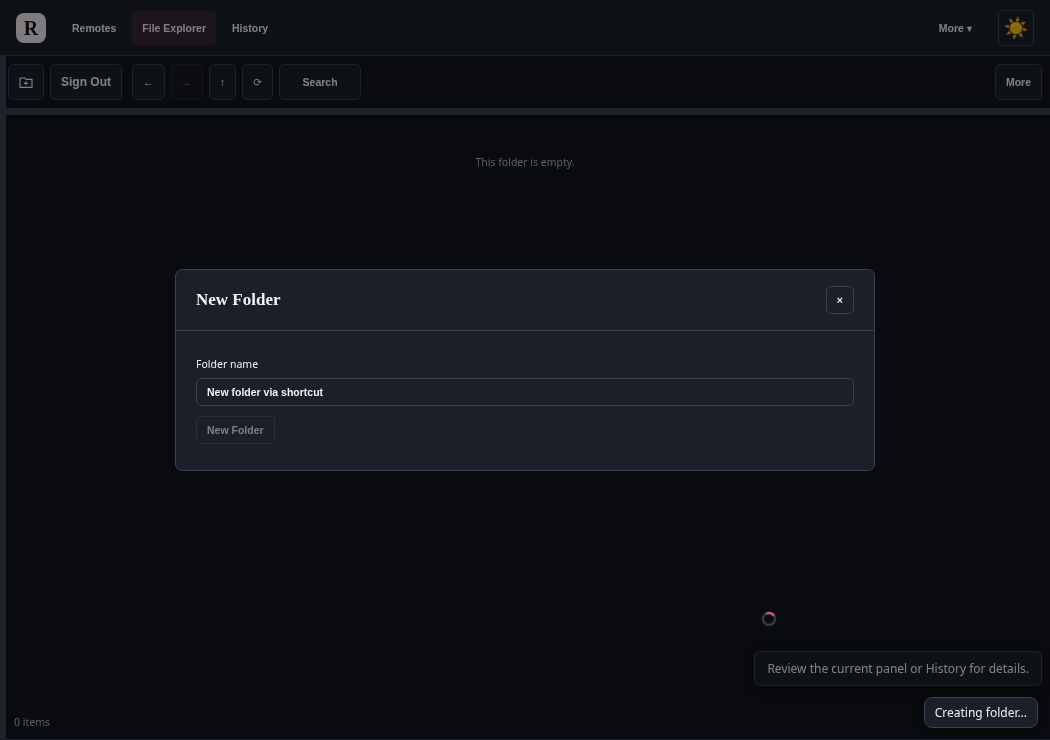 R
Remotes
File Explorer
History
More ▾
Sign Out
←
→
↑
⟳
Search
More
This folder is empty.
New Folder
×
Folder name
New folder via shortcut
New Folder
Review the current panel or History for details.
Creating folder...
0 items